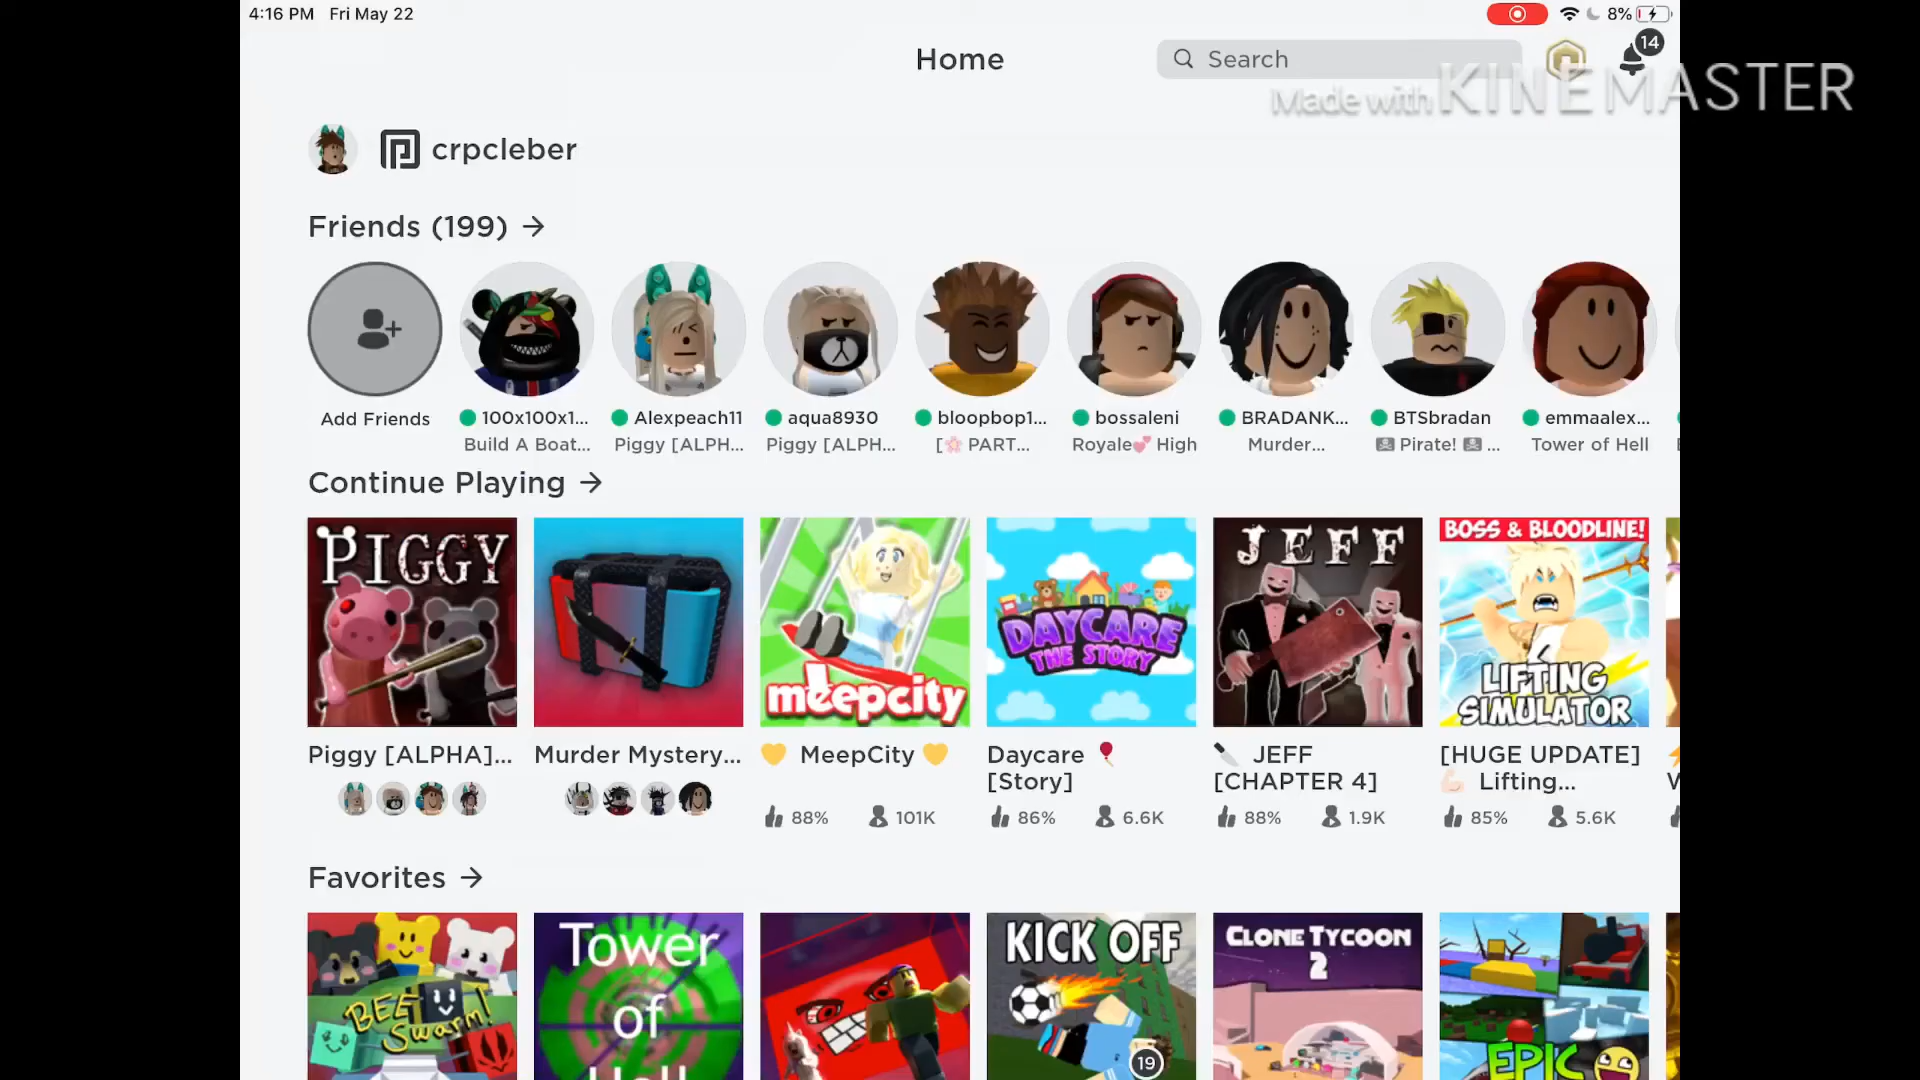 4:16 PM Fri May 22
8%
Home
Search
14
Made with KINEMASTER
crpcleber
Friends (199) →
Add Friends
100x100x1...
Build A Boat...
Alexpeach11
Piggy [ALPH...
aqua8930
Piggy [ALPH...
bloopbop1...
[🌸 PART...
bossaleni
Royale💕 High
BRADANK...
Murder...
BTSbradan
🏴‍☠️ Pirate! 🏴‍☠️ ...
emmaalex...
Tower of Hell
Continue Playing →
PIGGY
meepcity
DAYCARE
THE STORY
JEFF
BOSS & BLOODLINE!
LIFTING
SIMULATOR
Piggy [ALPHA]...
Murder Mystery...
💛 MeepCity 💛
88% 101K
Daycare 🎈
[Story]
86% 6.6K
🔪 JEFF
[CHAPTER 4]
88% 1.9K
[HUGE UPDATE]
💪🏻 Lifting...
85% 5.6K
Favorites →
BEE
Swarm!
Tower
of
Hell
KICK OFF
19
CLONE TYCOON
2
EPIC